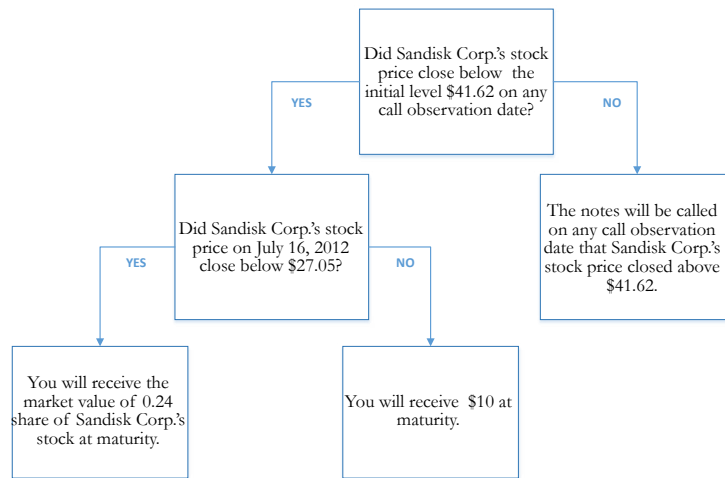 Did Sandisk Corp.'s stock
price close below the
initial level $41.62 on any
call observation date?
YES
NO
Did Sandisk Corp.'s stock
price on July 16, 2012
close below $27.05?
The notes will be called
on any call observation
date that Sandisk Corp.'s
stock price closed above
$41.62.
YES
NO
You will receive the
market value of 0.24
share of Sandisk Corp.'s
stock at maturity.
You will receive $10 at
maturity.